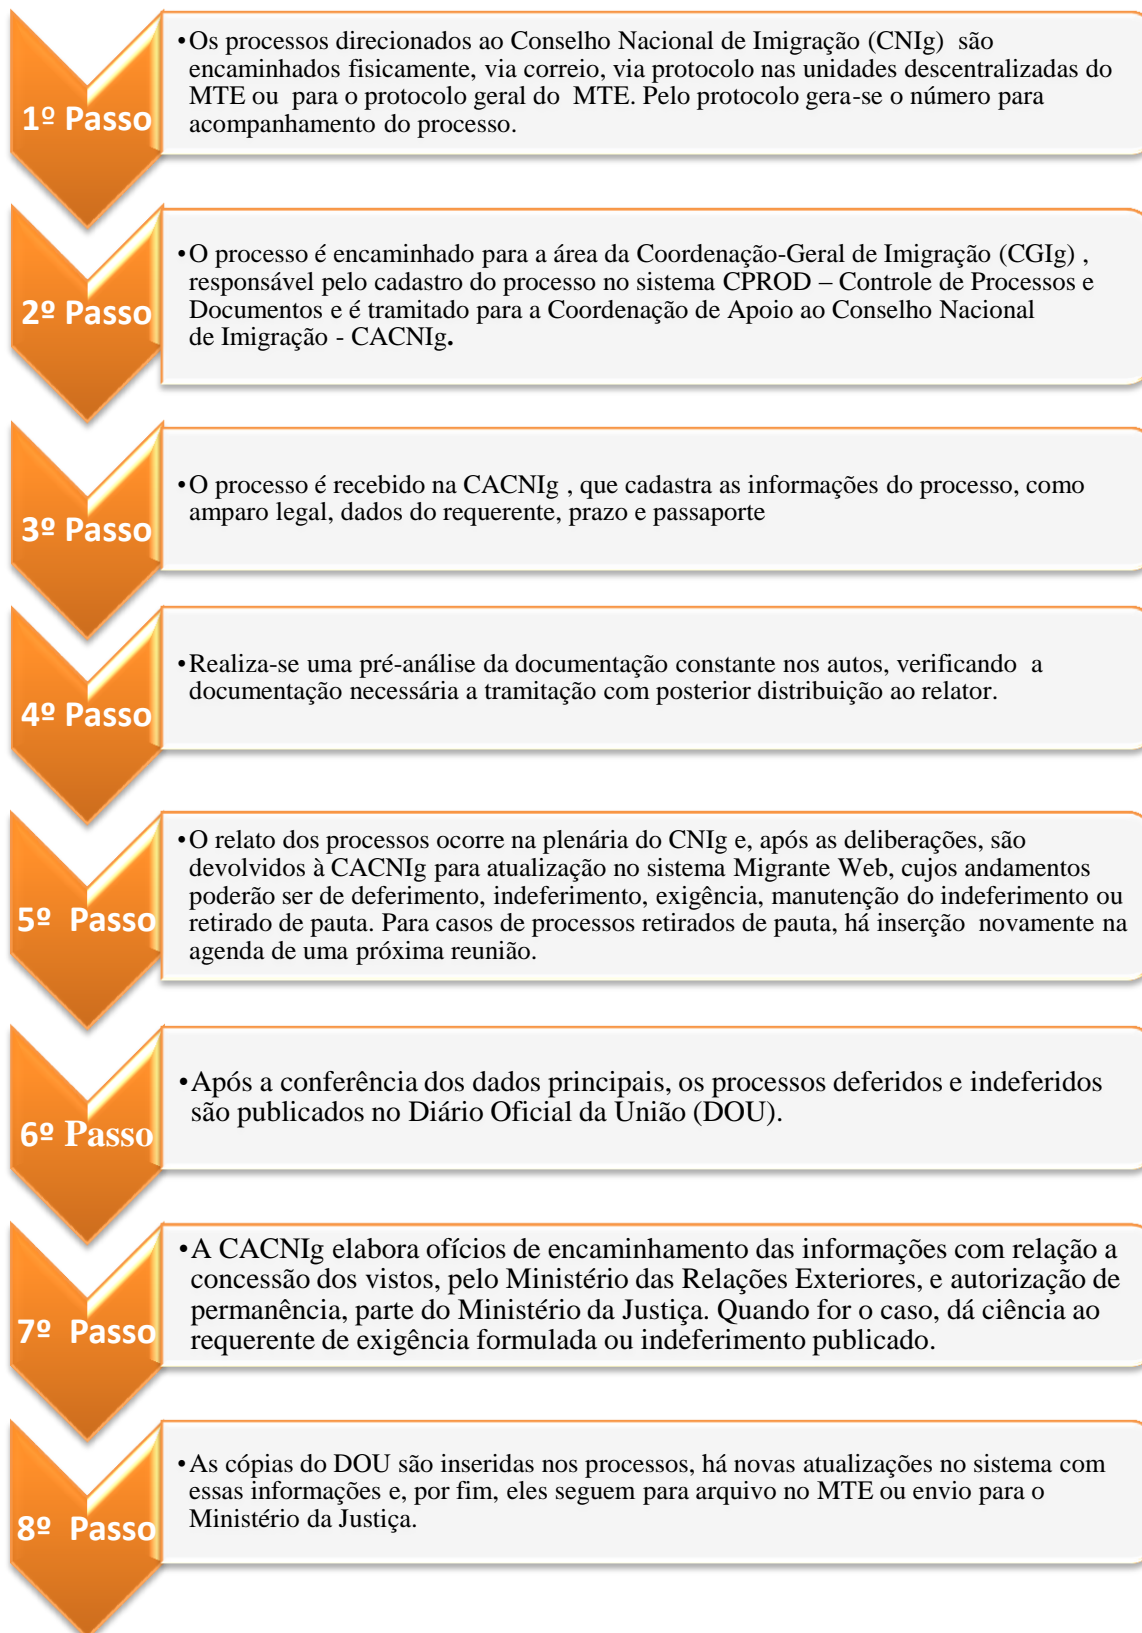 1º Passo
•Os processos direcionados ao Conselho Nacional de Imigração (CNIg) são
encaminhados fisicamente, via correio, via protocolo nas unidades descentralizadas do
MTE ou para o protocolo geral do MTE. Pelo protocolo gera-se o número para
acompanhamento do processo.
2º Passo
•O processo é encaminhado para a área da Coordenação-Geral de Imigração (CGIg) ,
responsável pelo cadastro do processo no sistema CPROD – Controle de Processos e
Documentos e é tramitado para a Coordenação de Apoio ao Conselho Nacional
de Imigração - CACNIg.
3º Passo
•O processo é recebido na CACNIg , que cadastra as informações do processo, como
amparo legal, dados do requerente, prazo e passaporte
4º Passo
•Realiza-se uma pré-análise da documentação constante nos autos, verificando a
documentação necessária a tramitação com posterior distribuição ao relator.
5º Passo
•O relato dos processos ocorre na plenária do CNIg e, após as deliberações, são
devolvidos à CACNIg para atualização no sistema Migrante Web, cujos andamentos
poderão ser de deferimento, indeferimento, exigência, manutenção do indeferimento ou
retirado de pauta. Para casos de processos retirados de pauta, há inserção novamente na
agenda de uma próxima reunião.
6º Passo
•Após a conferência dos dados principais, os processos deferidos e indeferidos
são publicados no Diário Oficial da União (DOU).
7º Passo
•A CACNIg elabora ofícios de encaminhamento das informações com relação a
concessão dos vistos, pelo Ministério das Relações Exteriores, e autorização de
permanência, parte do Ministério da Justiça. Quando for o caso, dá ciência ao
requerente de exigência formulada ou indeferimento publicado.
8º Passo
•As cópias do DOU são inseridas nos processos, há novas atualizações no sistema com
essas informações e, por fim, eles seguem para arquivo no MTE ou envio para o
Ministério da Justiça.